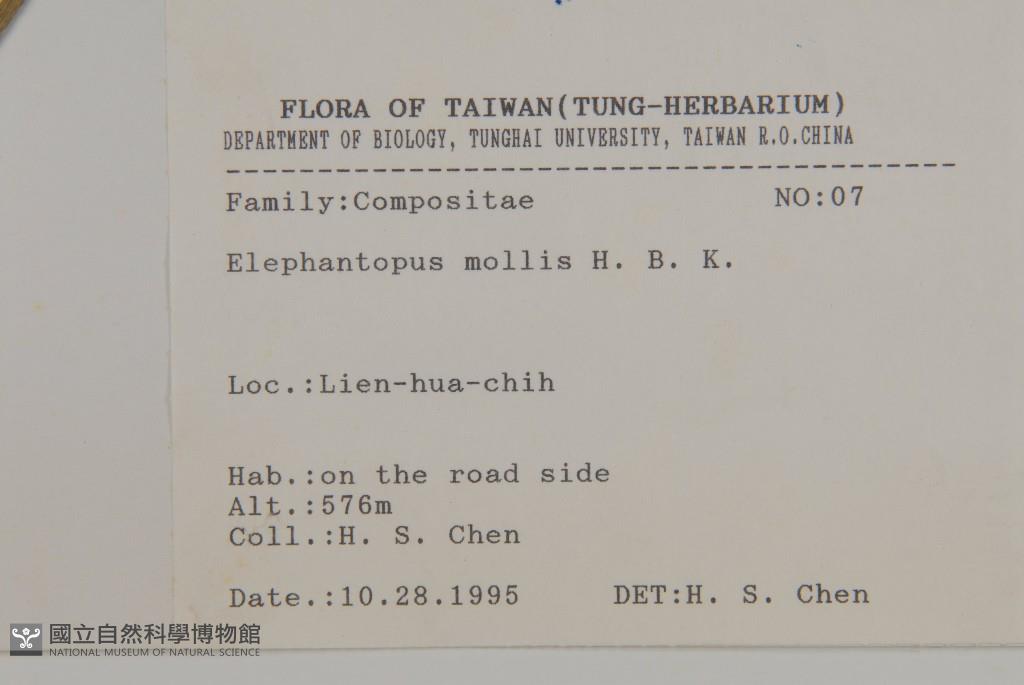 FLORA OF TAIWAN(TUNG-HERBARIUM)
DEPARTMENT OF BIOLOGY, TUNGHAI UNIVERSITY, TAIWAN R.O.CHINA
----------------------------------------
Family:Compositae NO:07
Elephantopus mollis H. B. K.
Loc.:Lien-hua-chih
Hab.:on the road side
Alt.:576m
Coll.:H. S. Chen
Date.:10.28.1995 DET:H. S. Chen
國立自然科學博物館
NATIONAL MUSEUM OF NATURAL SCIENCE